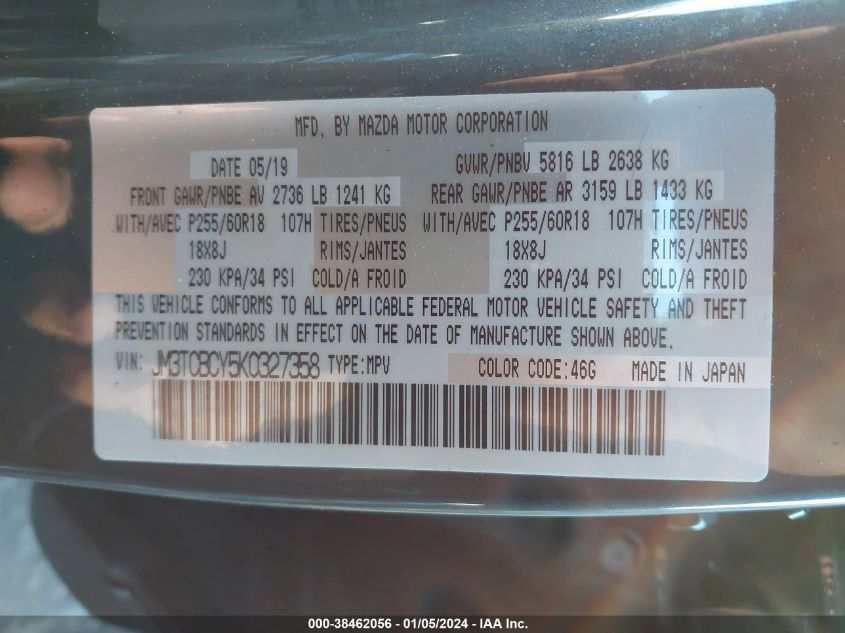 MFD. BY MAZDA MOTOR CORPORATION
DATE 05/19 GVWR/PNBV 5816 LB 2638 KG
FRONT GAWR/PNBE AV 2736 LB 1241 KG REAR GAWR/PNBE AR 3159 LB 1433 KG
WITH/AVEC P255/60R18 107H TIRES/PNEUS WITH/AVEC P255/60R18 107H TIRES/PNEUS
18X8J RIMS/JANTES 18X8J RIMS/JANTES
230 KPA/34 PSI COLD/A FROID 230 KPA/34 PSI COLD/A FROID
THIS VEHICLE CONFORMS TO ALL APPLICABLE FEDERAL MOTOR VEHICLE SAFETY AND THEFT
PREVENTION STANDARDS IN EFFECT ON THE DATE OF MANUFACTURE SHOWN ABOVE.
VIN: JM3TCBCY5K0327358 TYPE:MPV COLOR CODE:46G MADE IN JAPAN
000-38462056 - 01/05/2024 - IAA Inc.